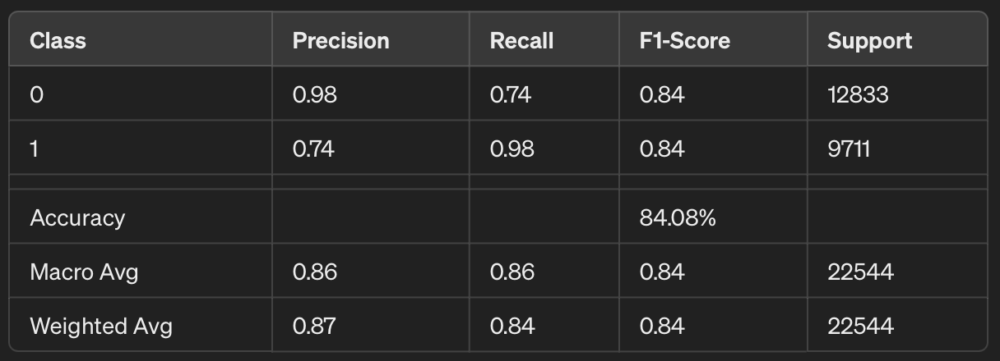 Class Precision Recall F1-Score Support
0 0.98 0.74 0.84 12833
1 0.74 0.98 0.84 9711
Accuracy 84.08%
Macro Avg 0.86 0.86 0.84 22544
Weighted Avg 0.87 0.84 0.84 22544